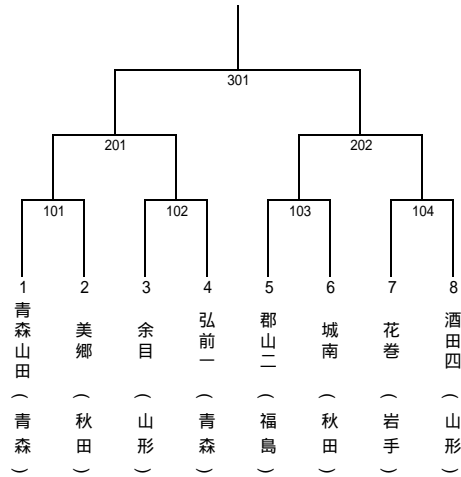 301
201
202
101
102
103
104
1
2
3
4
5
6
7
8
青森山田(青森)
美郷(秋田)
余目(山形)
弘前一(青森)
郡山二(福島)
城南(秋田)
花巻(岩手)
酒田四(山形)